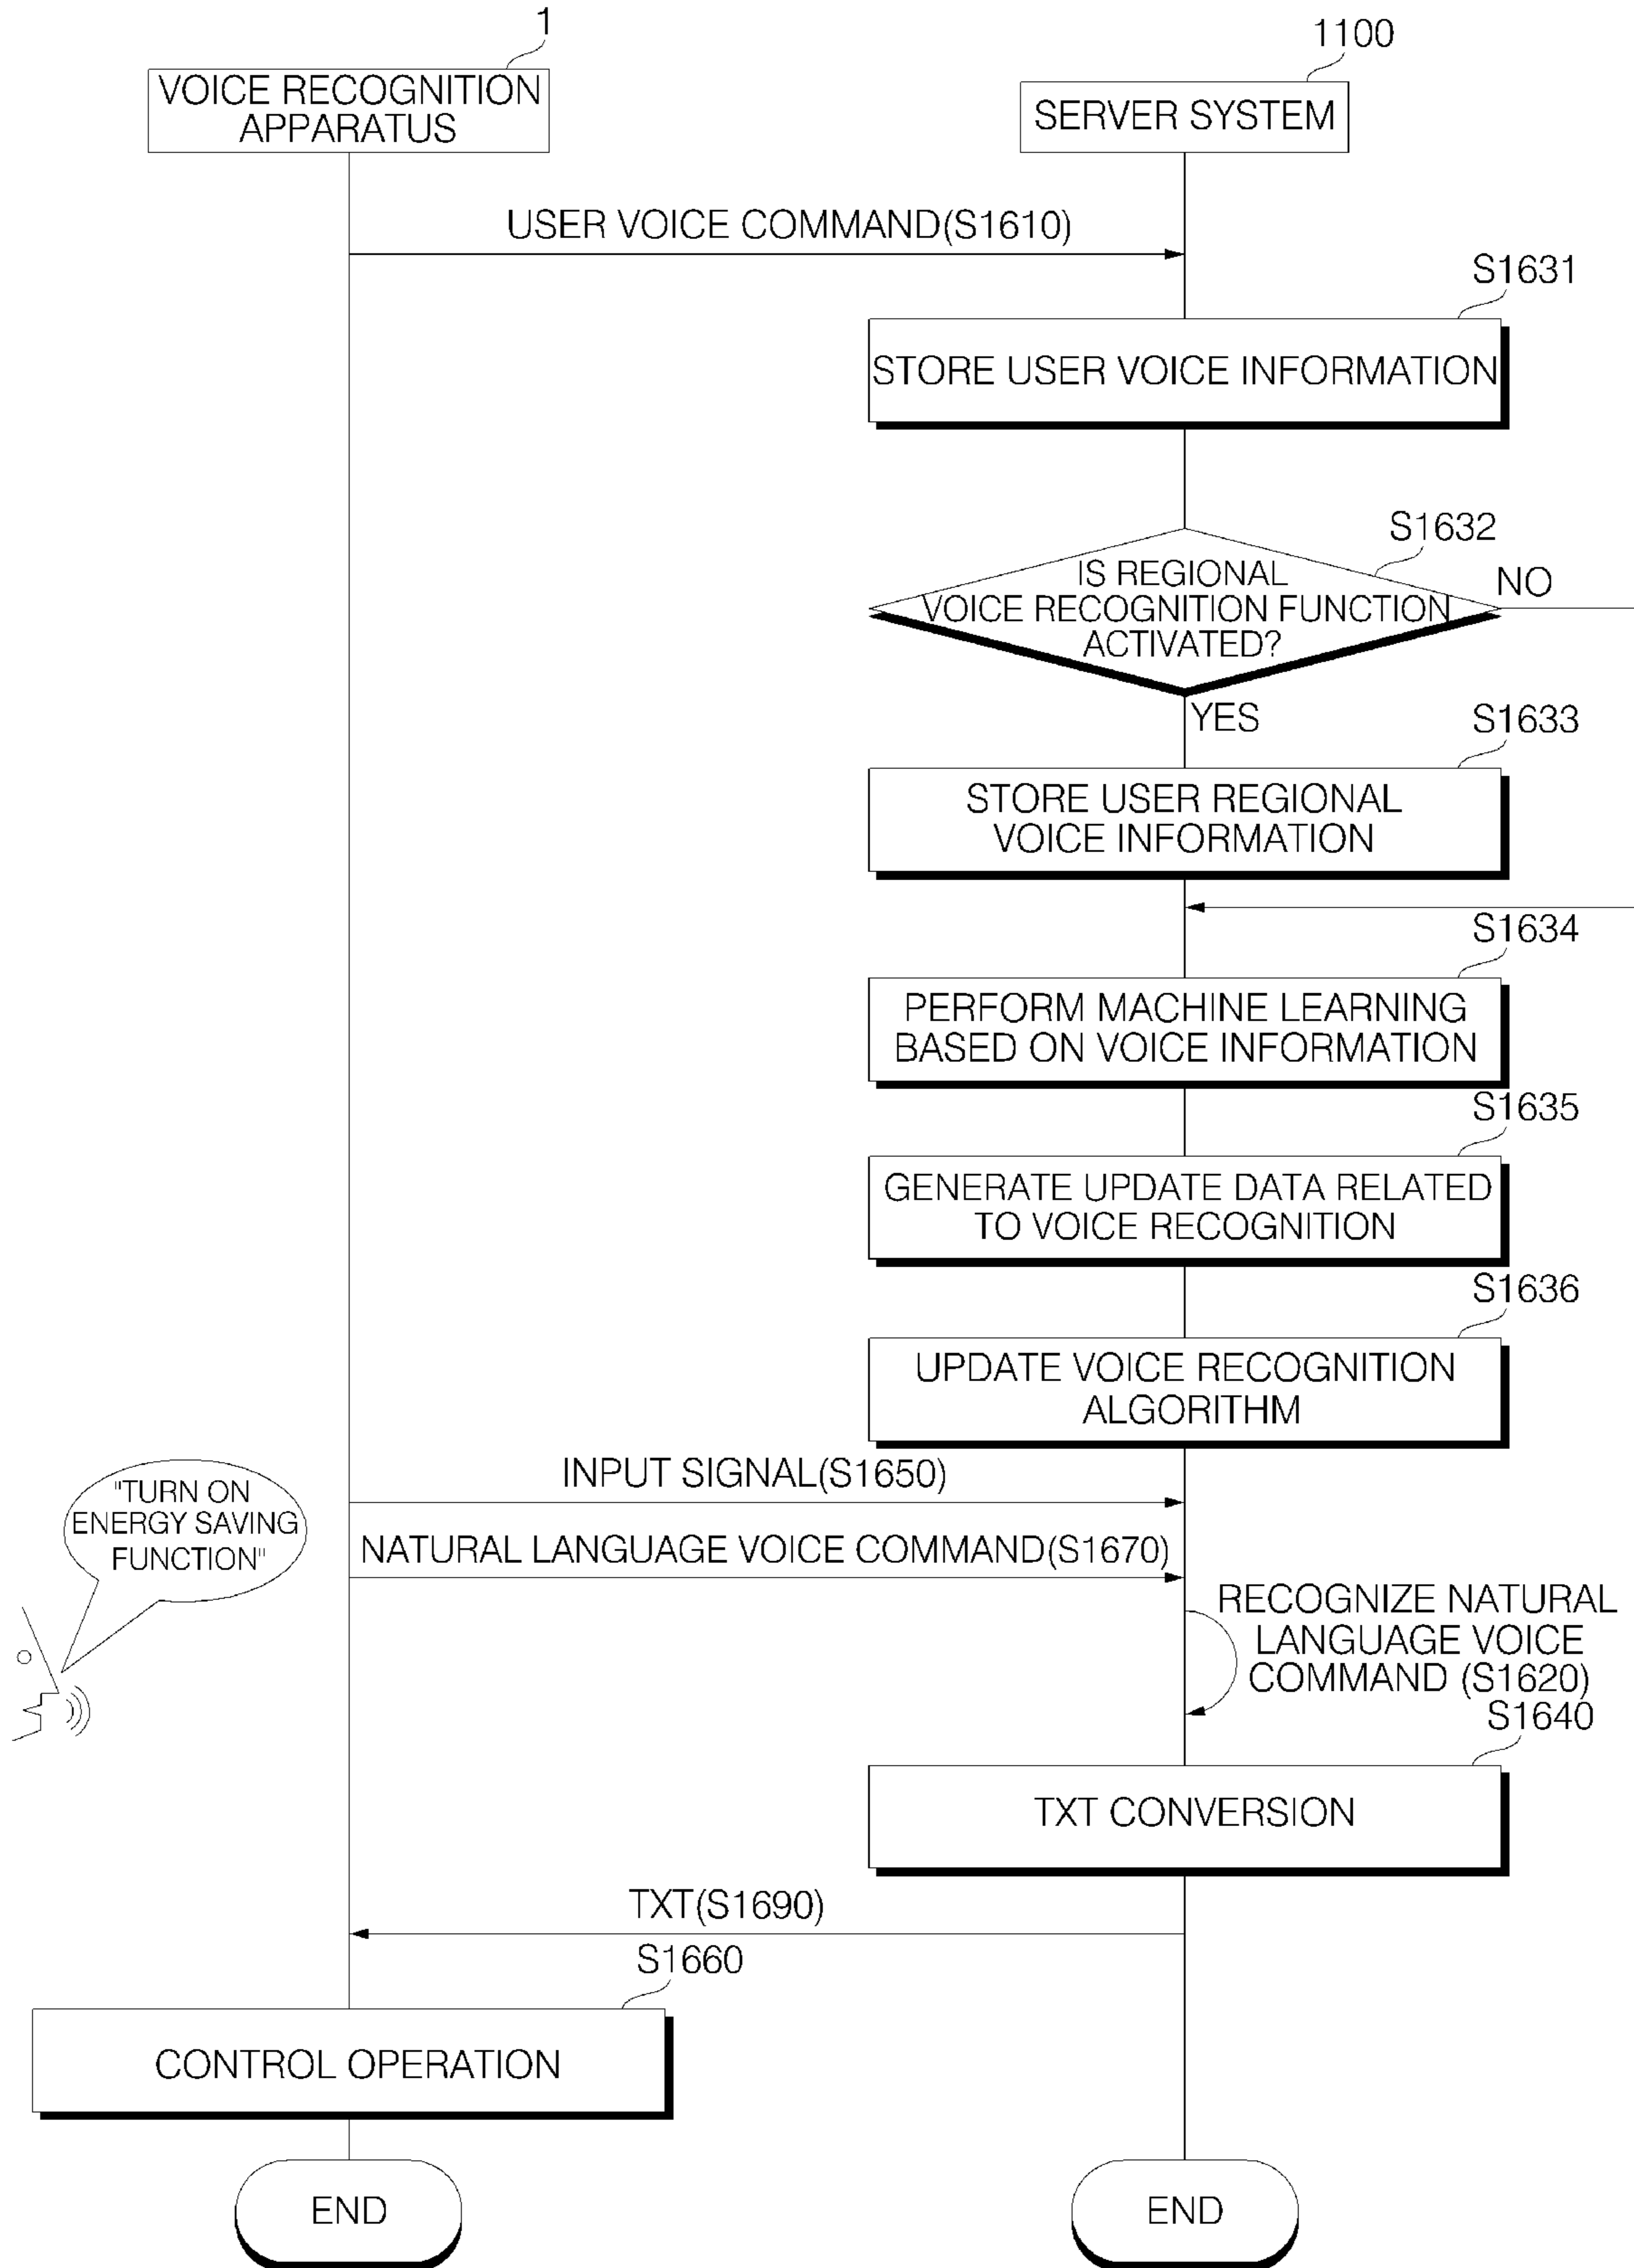 1
1100
VOICE RECOGNITION
APPARATUS
SERVER SYSTEM
USER VOICE COMMAND(S1610)
S1631
STORE USER VOICE INFORMATION
S1632
IS REGIONAL
VOICE RECOGNITION FUNCTION
ACTIVATED?
NO
YES
S1633
STORE USER REGIONAL
VOICE INFORMATION
S1634
PERFORM MACHINE LEARNING
BASED ON VOICE INFORMATION
S1635
GENERATE UPDATE DATA RELATED
TO VOICE RECOGNITION
S1636
UPDATE VOICE RECOGNITION
ALGORITHM
INPUT SIGNAL(S1650)
"TURN ON
ENERGY SAVING
FUNCTION"
NATURAL LANGUAGE VOICE COMMAND(S1670)
RECOGNIZE NATURAL
LANGUAGE VOICE
COMMAND (S1620)
S1640
TXT CONVERSION
TXT(S1690)
S1660
CONTROL OPERATION
END
END